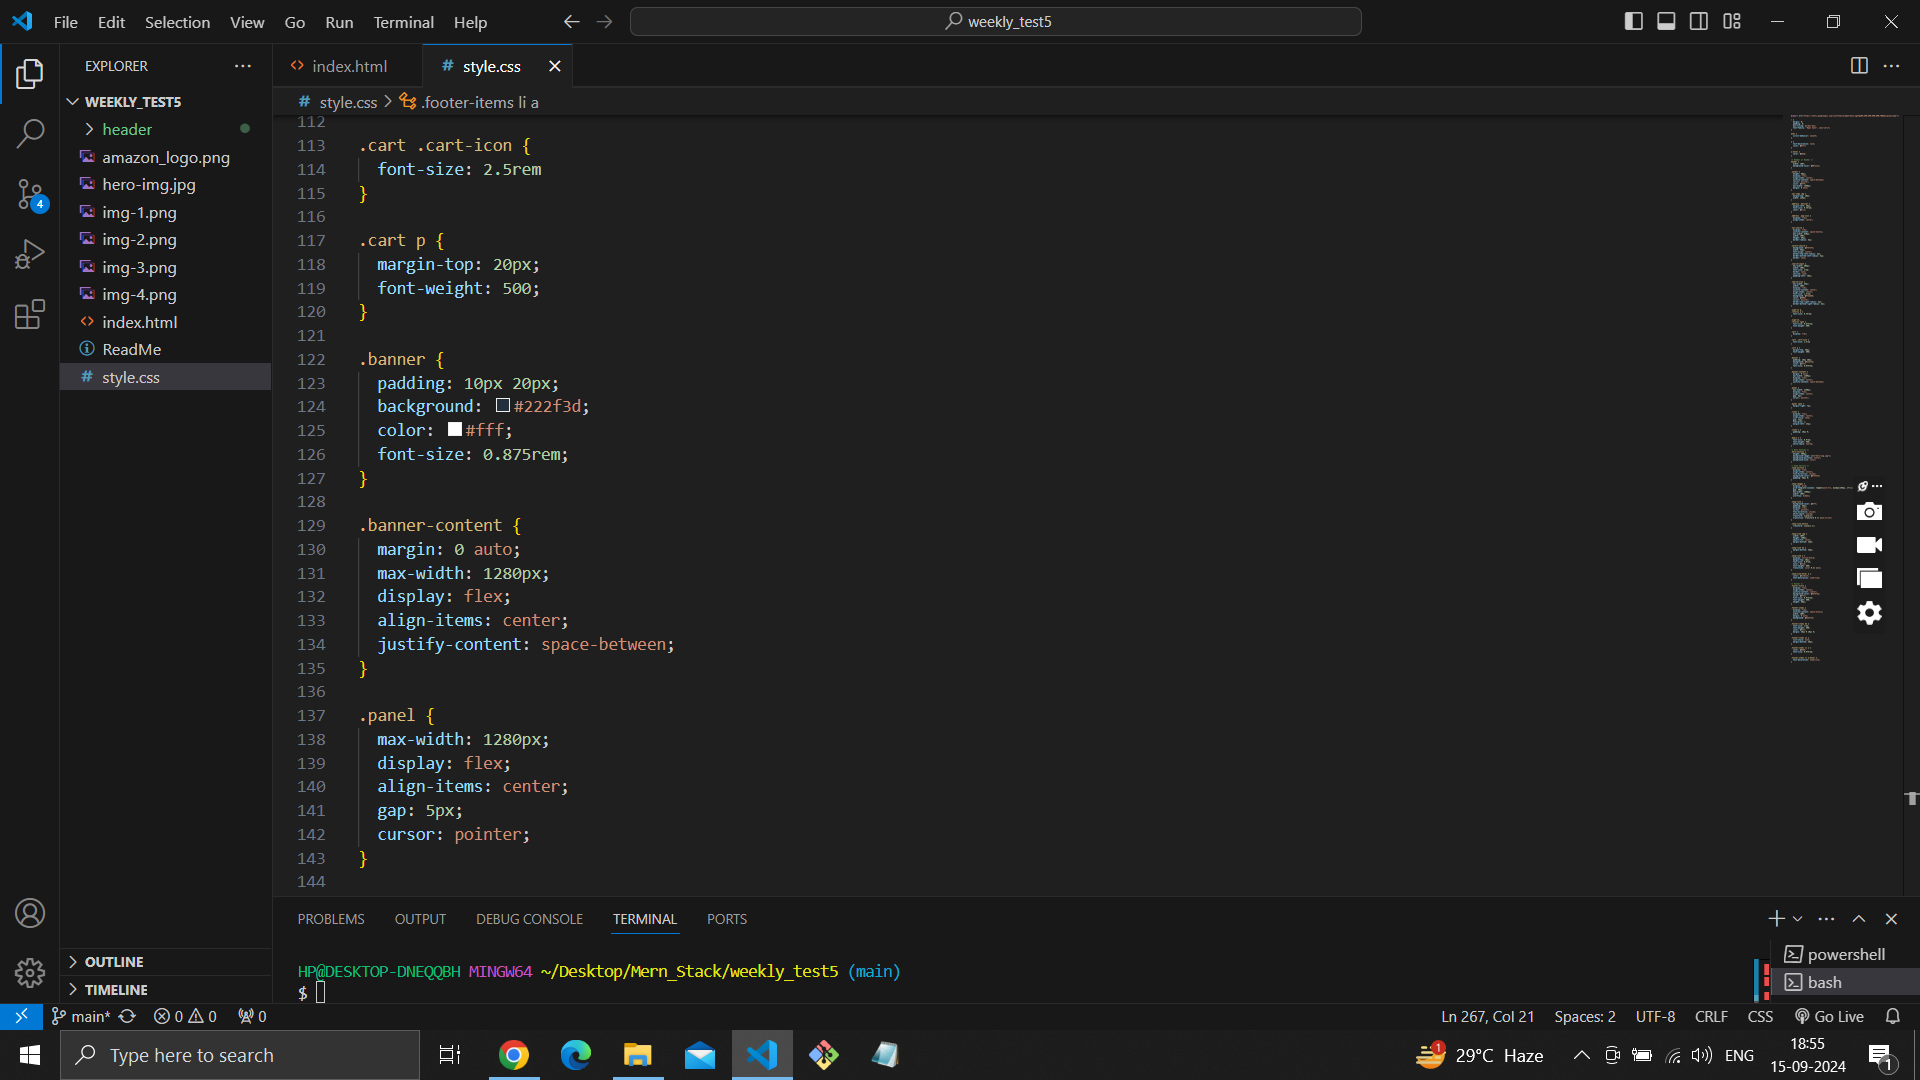 File Edit Selection View Go Run Terminal Help
weekly_test5
EXPLORER
WEEKLY_TEST5
header
amazon_logo.png
hero-img.jpg
img-1.png
img-2.png
img-3.png
img-4.png
index.html
ReadMe
style.css
4
OUTLINE
TIMELINE
index.html
# style.css
# style.css > .footer-items li a
112
113 .cart .cart-icon {
114 font-size: 2.5rem
115 }
116
117 .cart p {
118 margin-top: 20px;
119 font-weight: 500;
120 }
121
122 .banner {
123 padding: 10px 20px;
124 background: #222f3d;
125 color: #fff;
126 font-size: 0.875rem;
127 }
128
129 .banner-content {
130 margin: 0 auto;
131 max-width: 1280px;
132 display: flex;
133 align-items: center;
134 justify-content: space-between;
135 }
136
137 .panel {
138 max-width: 1280px;
139 display: flex;
140 align-items: center;
141 gap: 5px;
142 cursor: pointer;
143 }
144
PROBLEMS OUTPUT DEBUG CONSOLE TERMINAL PORTS
HP@DESKTOP-DNEQQBH MINGW64 ~/Desktop/Mern_Stack/weekly_test5 (main)
$
powershell
bash
main* 0 0 0
Ln 267, Col 21 Spaces: 2 UTF-8 CRLF CSS Go Live
Type here to search
1
29°C Haze
ENG
18:55
15-09-2024
1